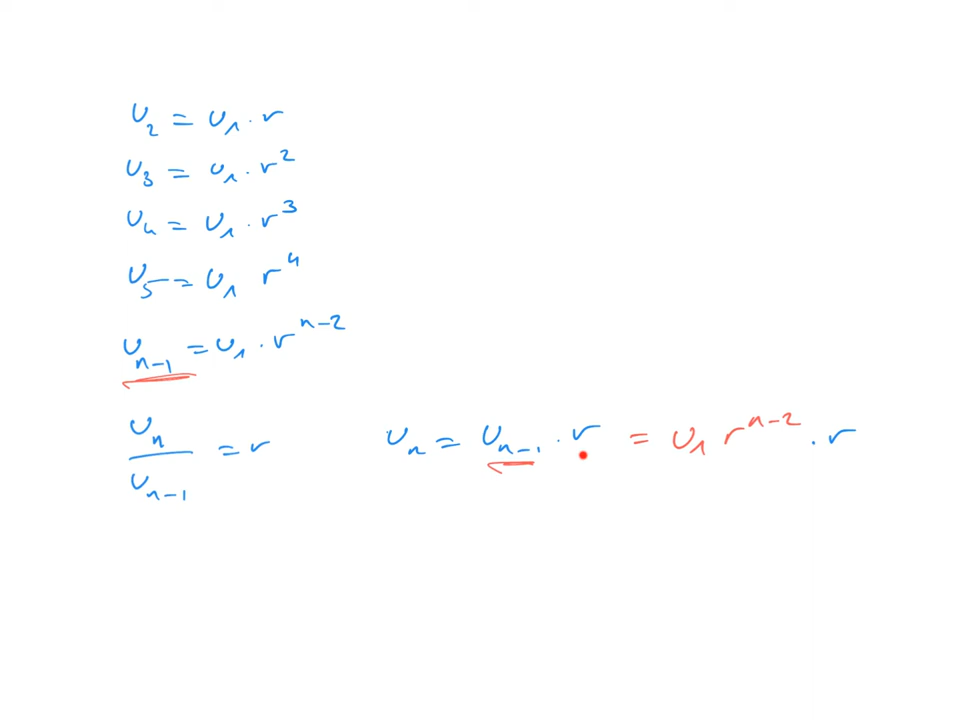 U₂ = U₁ · r
U₃ = U₁ · r²
U₄ = U₁ · r³
U₅ = U₁ r⁴
Uₙ₋₁ = U₁ · rⁿ⁻²
Uₙ / Uₙ₋₁ = r
Uₙ = Uₙ₋₁ · r = U₁ rⁿ⁻² · r